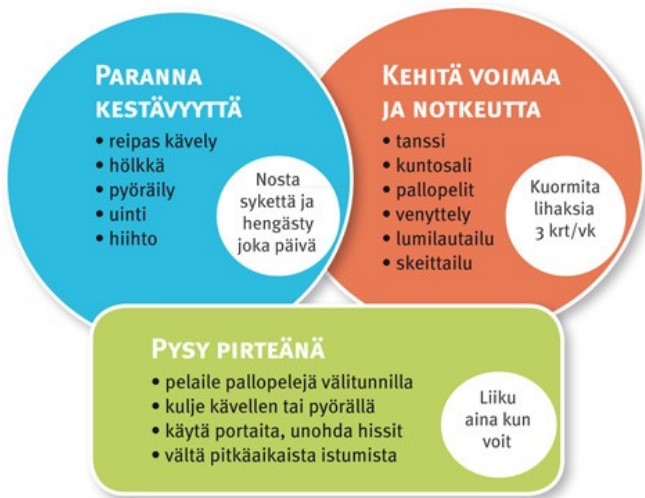 PARANNA
KESTÄVYYTTÄ
• reipas kävely
• hölkkä
• pyöräily
• uinti
• hiihto
Nosta
sykettä ja
hengästy
joka päivä
KEHITÄ VOIMAA
JA NOTKEUTTA
• tanssi
• kuntosali
• pallopelit
• venyttely
• lumilautailu
• skeittailu
Kuormita
lihaksia
3 krt/vk
PYSY PIRTEÄNÄ
• pelaile pallopelejä välitunnilla
• kulje kävellen tai pyörällä
• käytä portaita, unohda hissit
• vältä pitkäaikaista istumista
Liiku
aina kun
voit